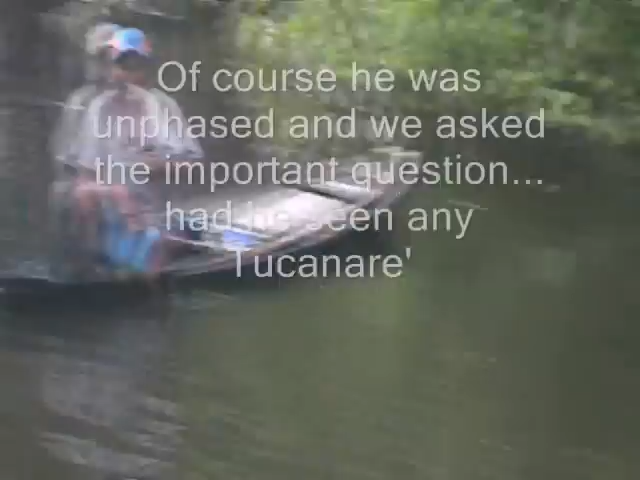 Of course he was
unphased and we asked
the important question...
had he seen any
Tucanare'